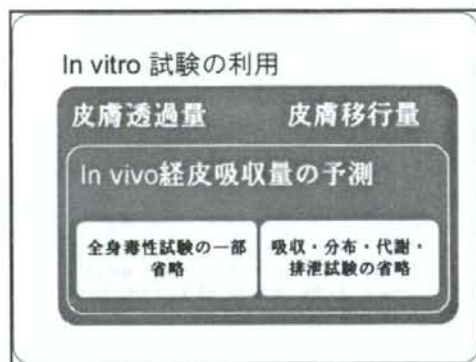 In vitro 試験の利用
皮膚透過量 皮膚移行量
In vivo経皮吸収量の予測
全身毒性試験の一部
省略
吸収・分布・代謝・
排泄試験の省略